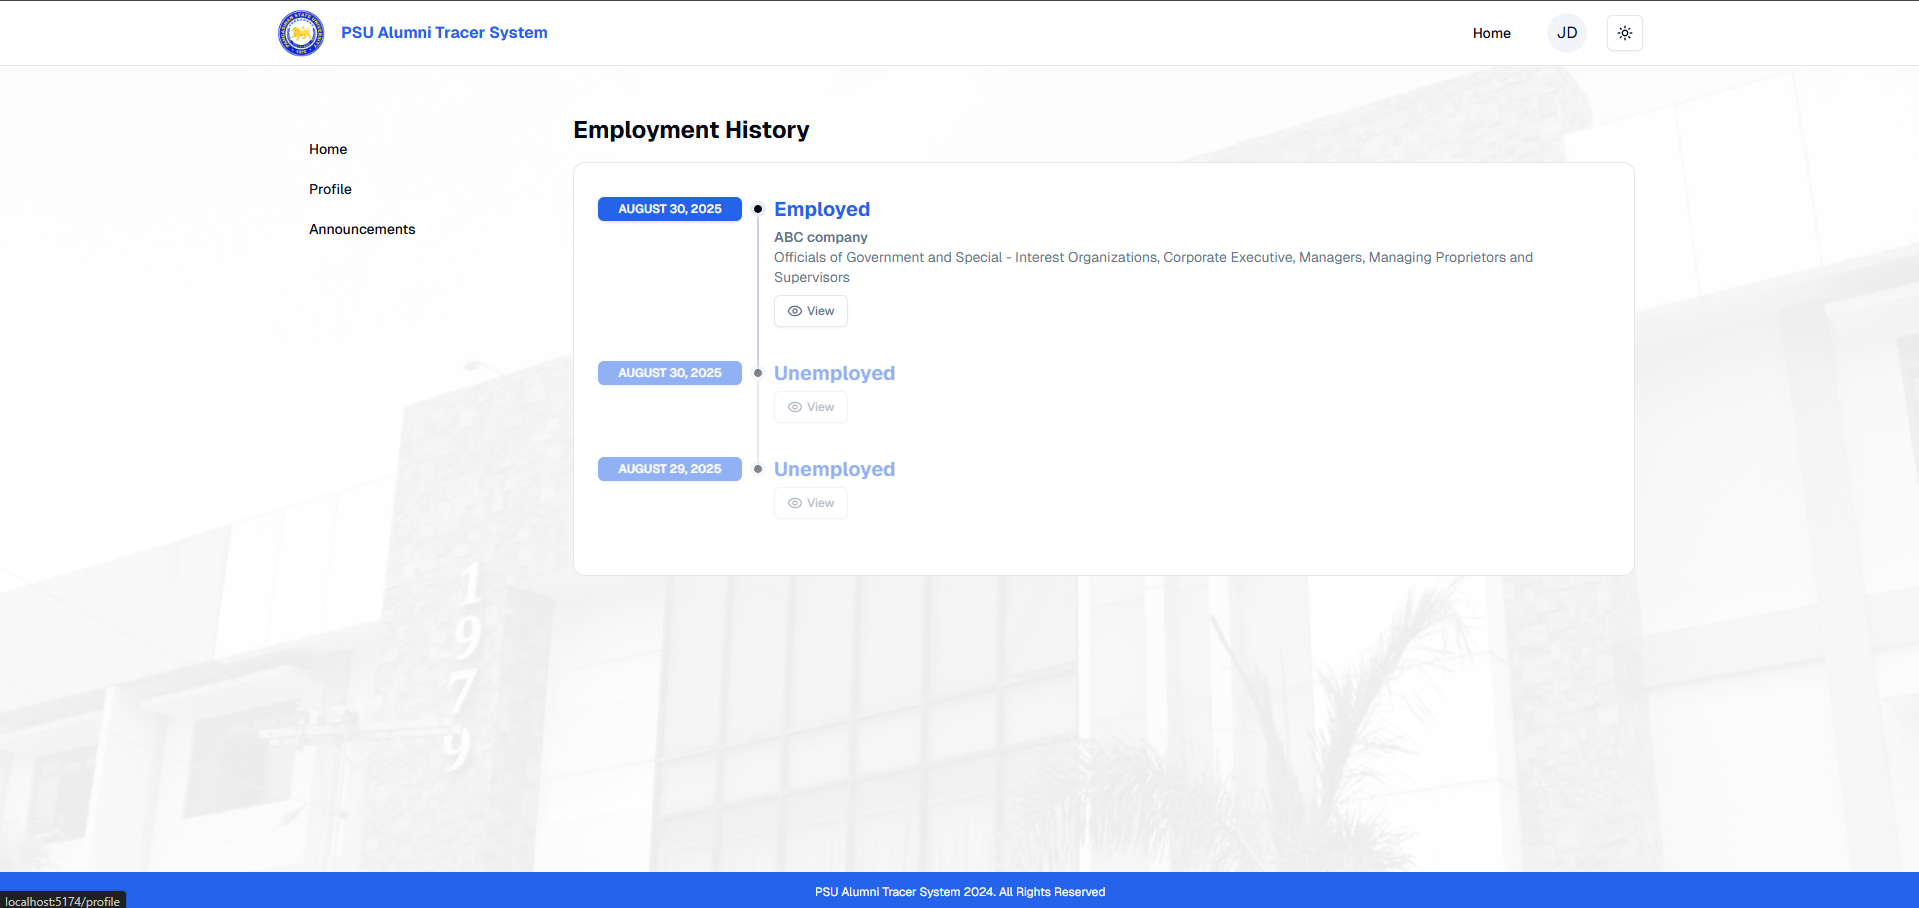 PSU Alumni Tracer System
Home
JD
Home
Profile
Announcements
Employment History
AUGUST 30, 2025
Employed
ABC company
Officials of Government and Special - Interest Organizations, Corporate Executive, Managers, Managing Proprietors and
Supervisors
View
AUGUST 30, 2025
Unemployed
View
AUGUST 29, 2025
Unemployed
View
1979
PSU Alumni Tracer System 2024. All Rights Reserved
localhost:5174/profile